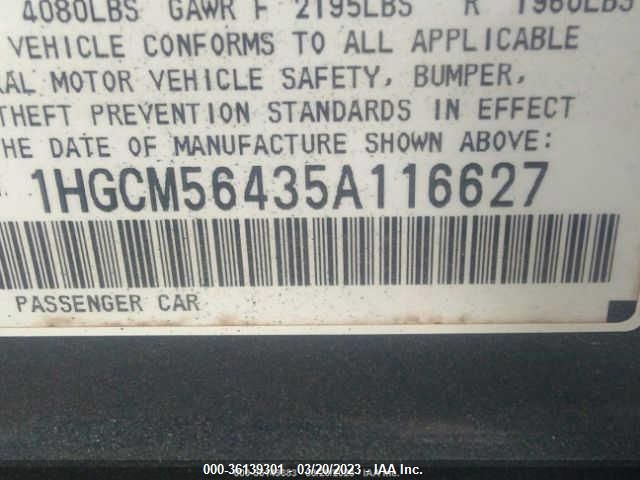 4080LBS GAWR F 2195LBS R 1960LBS
VEHICLE CONFORMS TO ALL APPLICABLE
RAL MOTOR VEHICLE SAFETY, BUMPER,
THEFT PREVENTION STANDARDS IN EFFECT
HE DATE OF MANUFACTURE SHOWN ABOVE:
1HGCM56435A116627
PASSENGER CAR
000-36139301 - 03/20/2023 - IAA Inc.